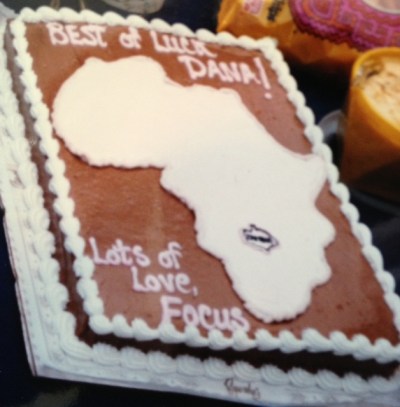 BEST of LUCK
DANA!
Lots of
Love,
Focus